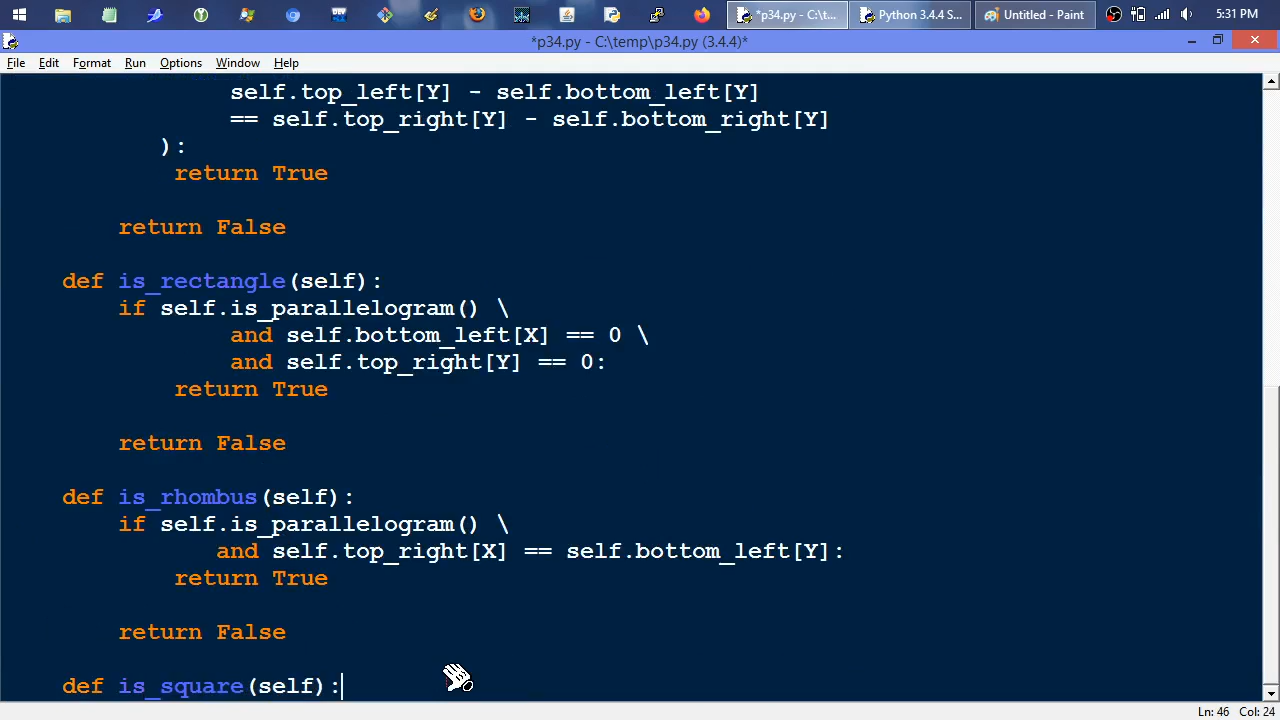 *p34.py - C:\t... Python 3.4.4 S... Untitled - Paint 5:31 PM
*p34.py - C:\temp\p34.py (3.4.4)*
File Edit Format Run Options Window Help
self.top_left[Y] - self.bottom_left[Y]
== self.top_right[Y] - self.bottom_right[Y]
):
return True
return False
def is_rectangle(self):
if self.is_parallelogram() \
and self.bottom_left[X] == 0 \
and self.top_right[Y] == 0:
return True
return False
def is_rhombus(self):
if self.is_parallelogram() \
and self.top_right[X] == self.bottom_left[Y]:
return True
return False
def is_square(self):
Ln: 46 Col: 24